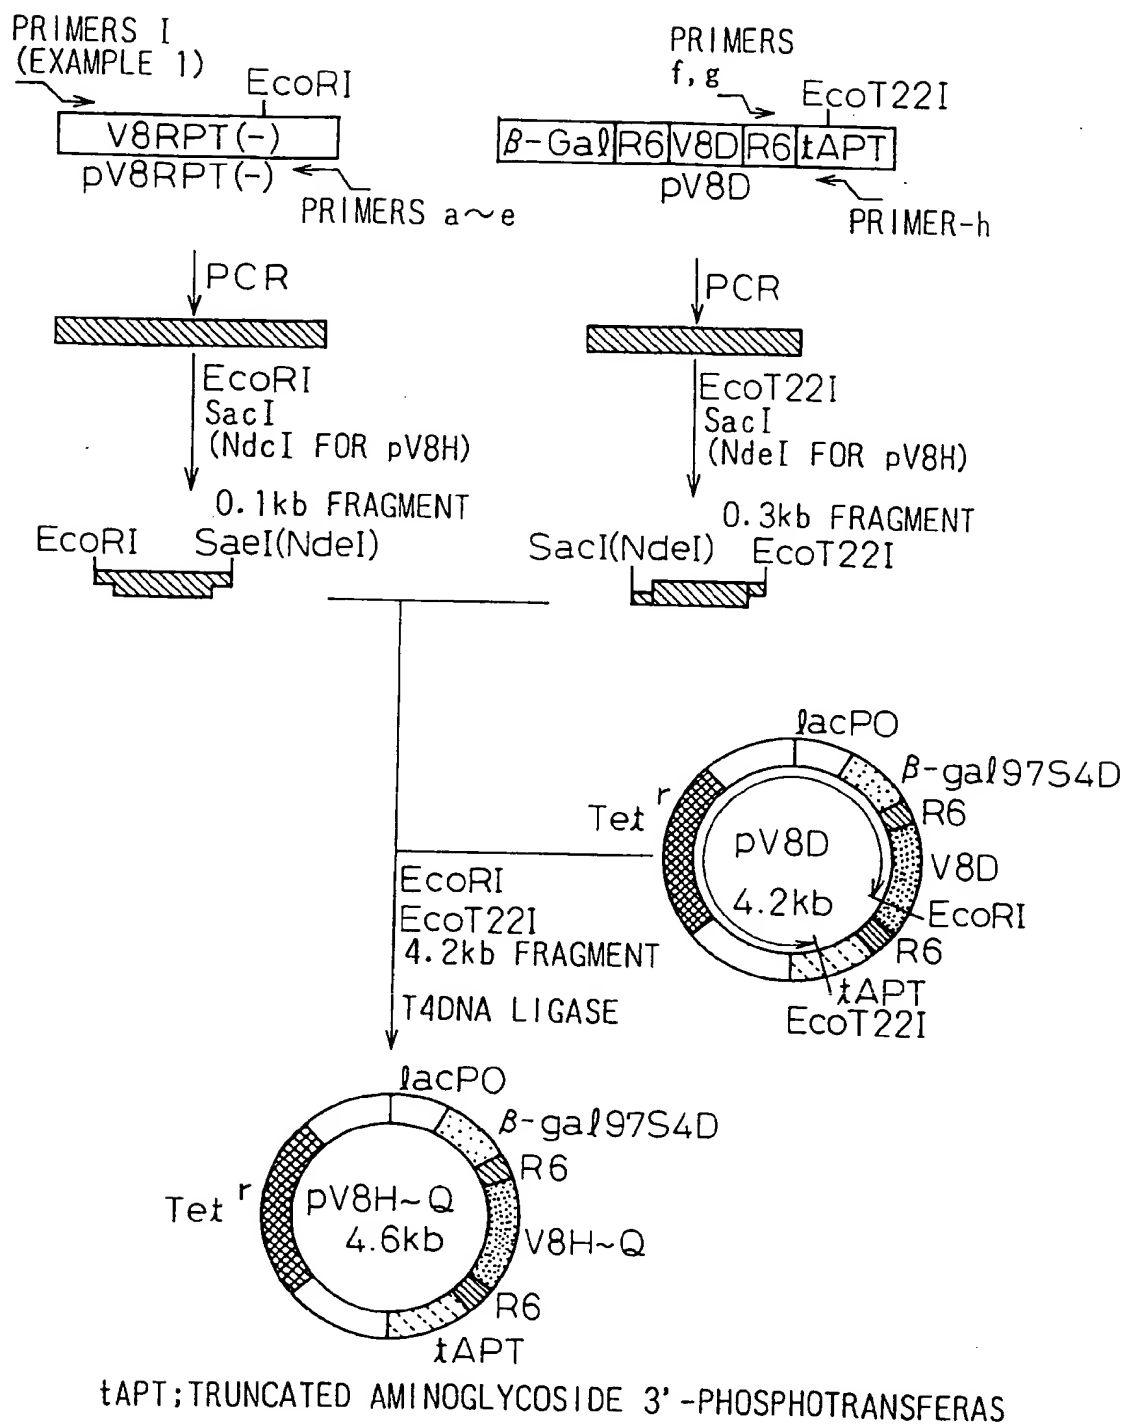 PRIMERS I
(EXAMPLE 1)
EcoRI
V8RPT(-)
pV8RPT(-)
PRIMERS a~e
PRIMERS
f, g
EcoT22I
β-Gal R6 V8D R6 tAPT
pV8D
PRIMER-h
PCR
PCR
EcoRI
SacI
(NdcI FOR pV8H)
EcoT22I
SacI
(NdeI FOR pV8H)
0.1kb FRAGMENT
EcoRI SaeI(NdeI)
0.3kb FRAGMENT
SacI(NdeI) EcoT22I
lacPO
β-gal97S4D
R6
V8D
EcoRI
R6
tAPT
EcoT22I
Tet r
pV8D
4.2kb
EcoRI
EcoT22I
4.2kb FRAGMENT
T4DNA LIGASE
lacPO
β-gal97S4D
R6
V8H~Q
R6
tAPT
Tet r
pV8H~Q
4.6kb
tAPT;TRUNCATED AMINOGLYCOSIDE 3'-PHOSPHOTRANSFERAS